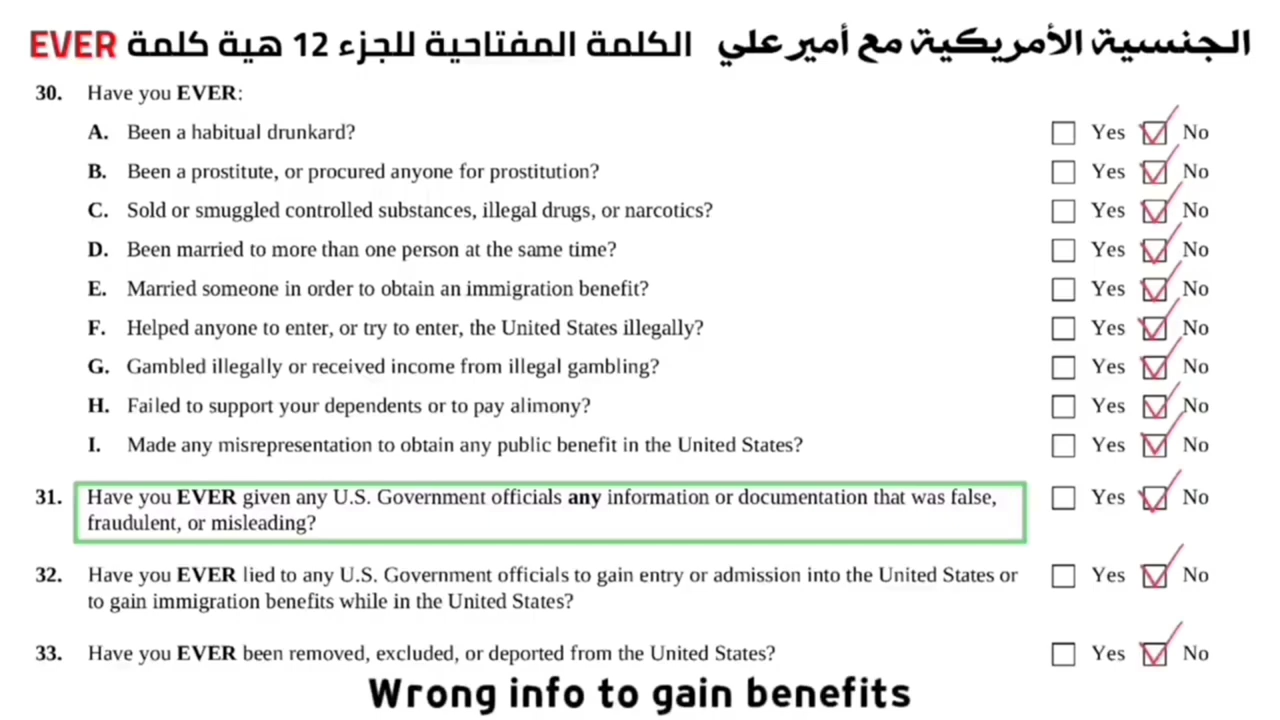 الجنسية الأمريكية مع أمير علي الكلمة المفتاحية للجزء 12 هية كلمة EVER
30. Have you EVER:
A. Been a habitual drunkard? Yes No
B. Been a prostitute, or procured anyone for prostitution? Yes No
C. Sold or smuggled controlled substances, illegal drugs, or narcotics? Yes No
D. Been married to more than one person at the same time? Yes No
E. Married someone in order to obtain an immigration benefit? Yes No
F. Helped anyone to enter, or try to enter, the United States illegally? Yes No
G. Gambled illegally or received income from illegal gambling? Yes No
H. Failed to support your dependents or to pay alimony? Yes No
I. Made any misrepresentation to obtain any public benefit in the United States? Yes No
31. Have you EVER given any U.S. Government officials any information or documentation that was false, Yes No
fraudulent, or misleading?
32. Have you EVER lied to any U.S. Government officials to gain entry or admission into the United States or Yes No
to gain immigration benefits while in the United States?
33. Have you EVER been removed, excluded, or deported from the United States? Yes No
Wrong info to gain benefits